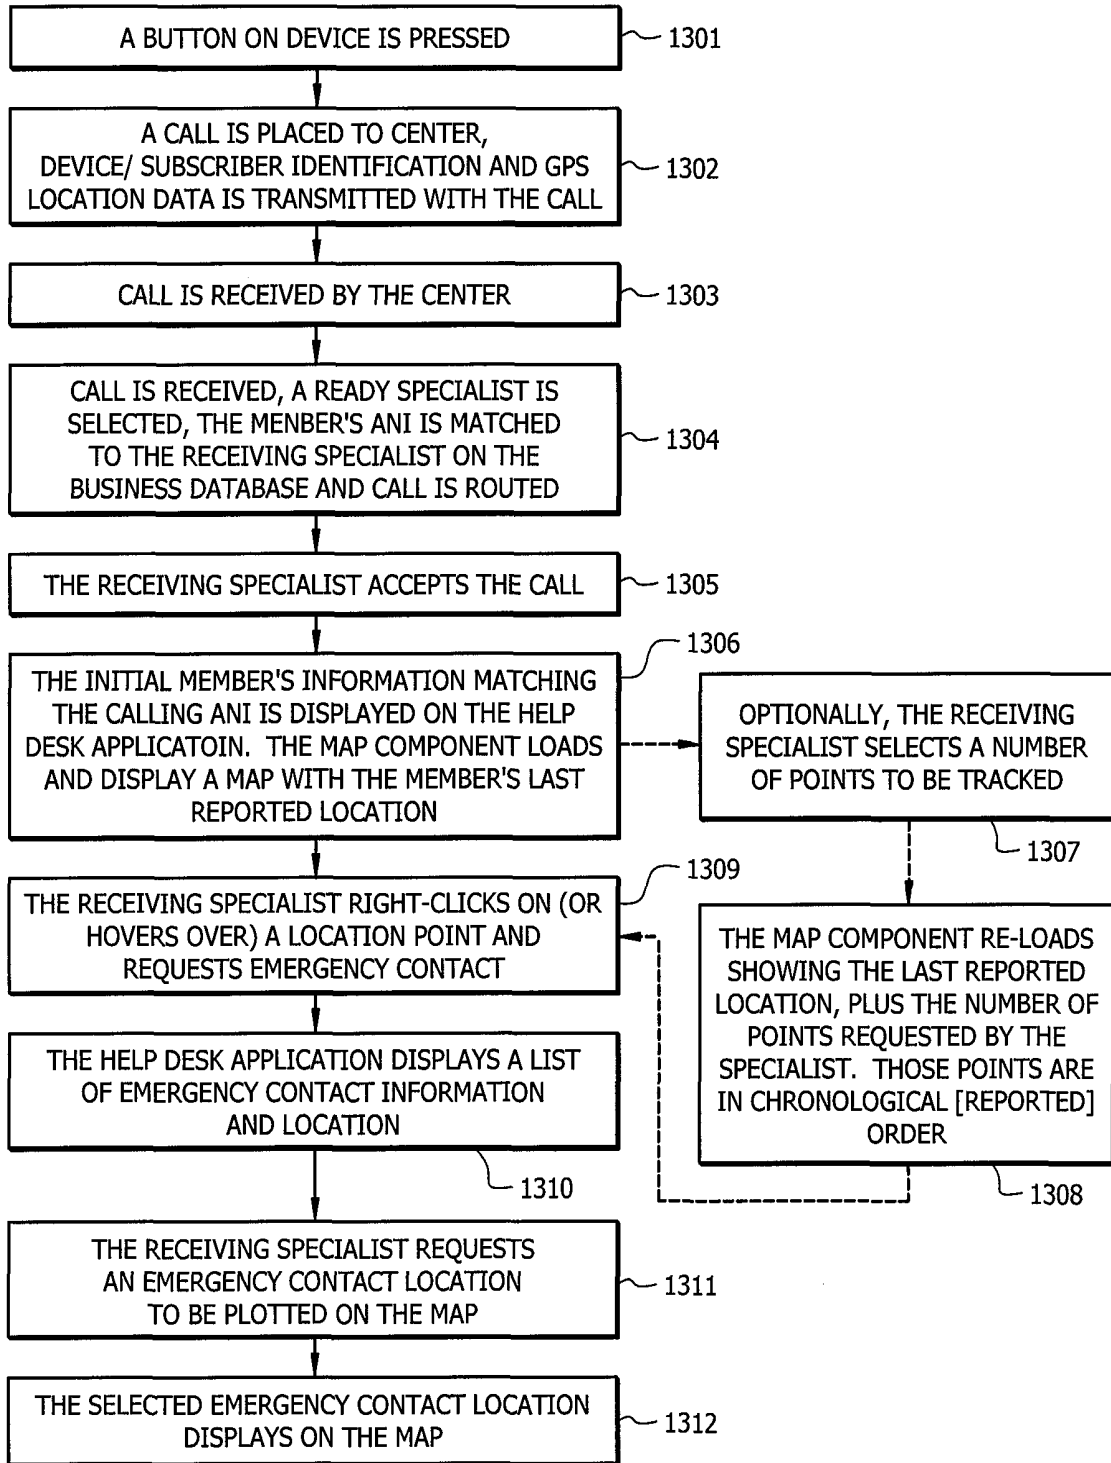 A BUTTON ON DEVICE IS PRESSED
1301
A CALL IS PLACED TO CENTER,
DEVICE/ SUBSCRIBER IDENTIFICATION AND GPS
LOCATION DATA IS TRANSMITTED WITH THE CALL
1302
CALL IS RECEIVED BY THE CENTER
1303
CALL IS RECEIVED, A READY SPECIALIST IS
SELECTED, THE MENBER'S ANI IS MATCHED
TO THE RECEIVING SPECIALIST ON THE
BUSINESS DATABASE AND CALL IS ROUTED
1304
THE RECEIVING SPECIALIST ACCEPTS THE CALL
1305
THE INITIAL MEMBER'S INFORMATION MATCHING
THE CALLING ANI IS DISPLAYED ON THE HELP
DESK APPLICATOIN. THE MAP COMPONENT LOADS
AND DISPLAY A MAP WITH THE MEMBER'S LAST
REPORTED LOCATION
1306
OPTIONALLY, THE RECEIVING
SPECIALIST SELECTS A NUMBER
OF POINTS TO BE TRACKED
1307
THE MAP COMPONENT RE-LOADS
SHOWING THE LAST REPORTED
LOCATION, PLUS THE NUMBER OF
POINTS REQUESTED BY THE
SPECIALIST. THOSE POINTS ARE
IN CHRONOLOGICAL [REPORTED]
ORDER
1308
THE RECEIVING SPECIALIST RIGHT-CLICKS ON (OR
HOVERS OVER) A LOCATION POINT AND
REQUESTS EMERGENCY CONTACT
1309
THE HELP DESK APPLICATION DISPLAYS A LIST
OF EMERGENCY CONTACT INFORMATION
AND LOCATION
1310
THE RECEIVING SPECIALIST REQUESTS
AN EMERGENCY CONTACT LOCATION
TO BE PLOTTED ON THE MAP
1311
THE SELECTED EMERGENCY CONTACT LOCATION
DISPLAYS ON THE MAP
1312